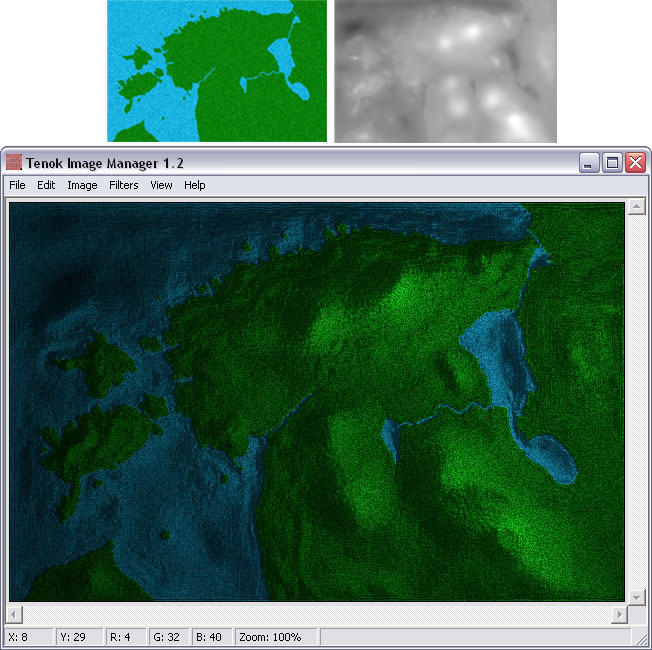 Tenok Image Manager 1.2
File Edit Image Filters View Help
X: 8 Y: 29 R: 4 G: 32 B: 40 Zoom: 100%